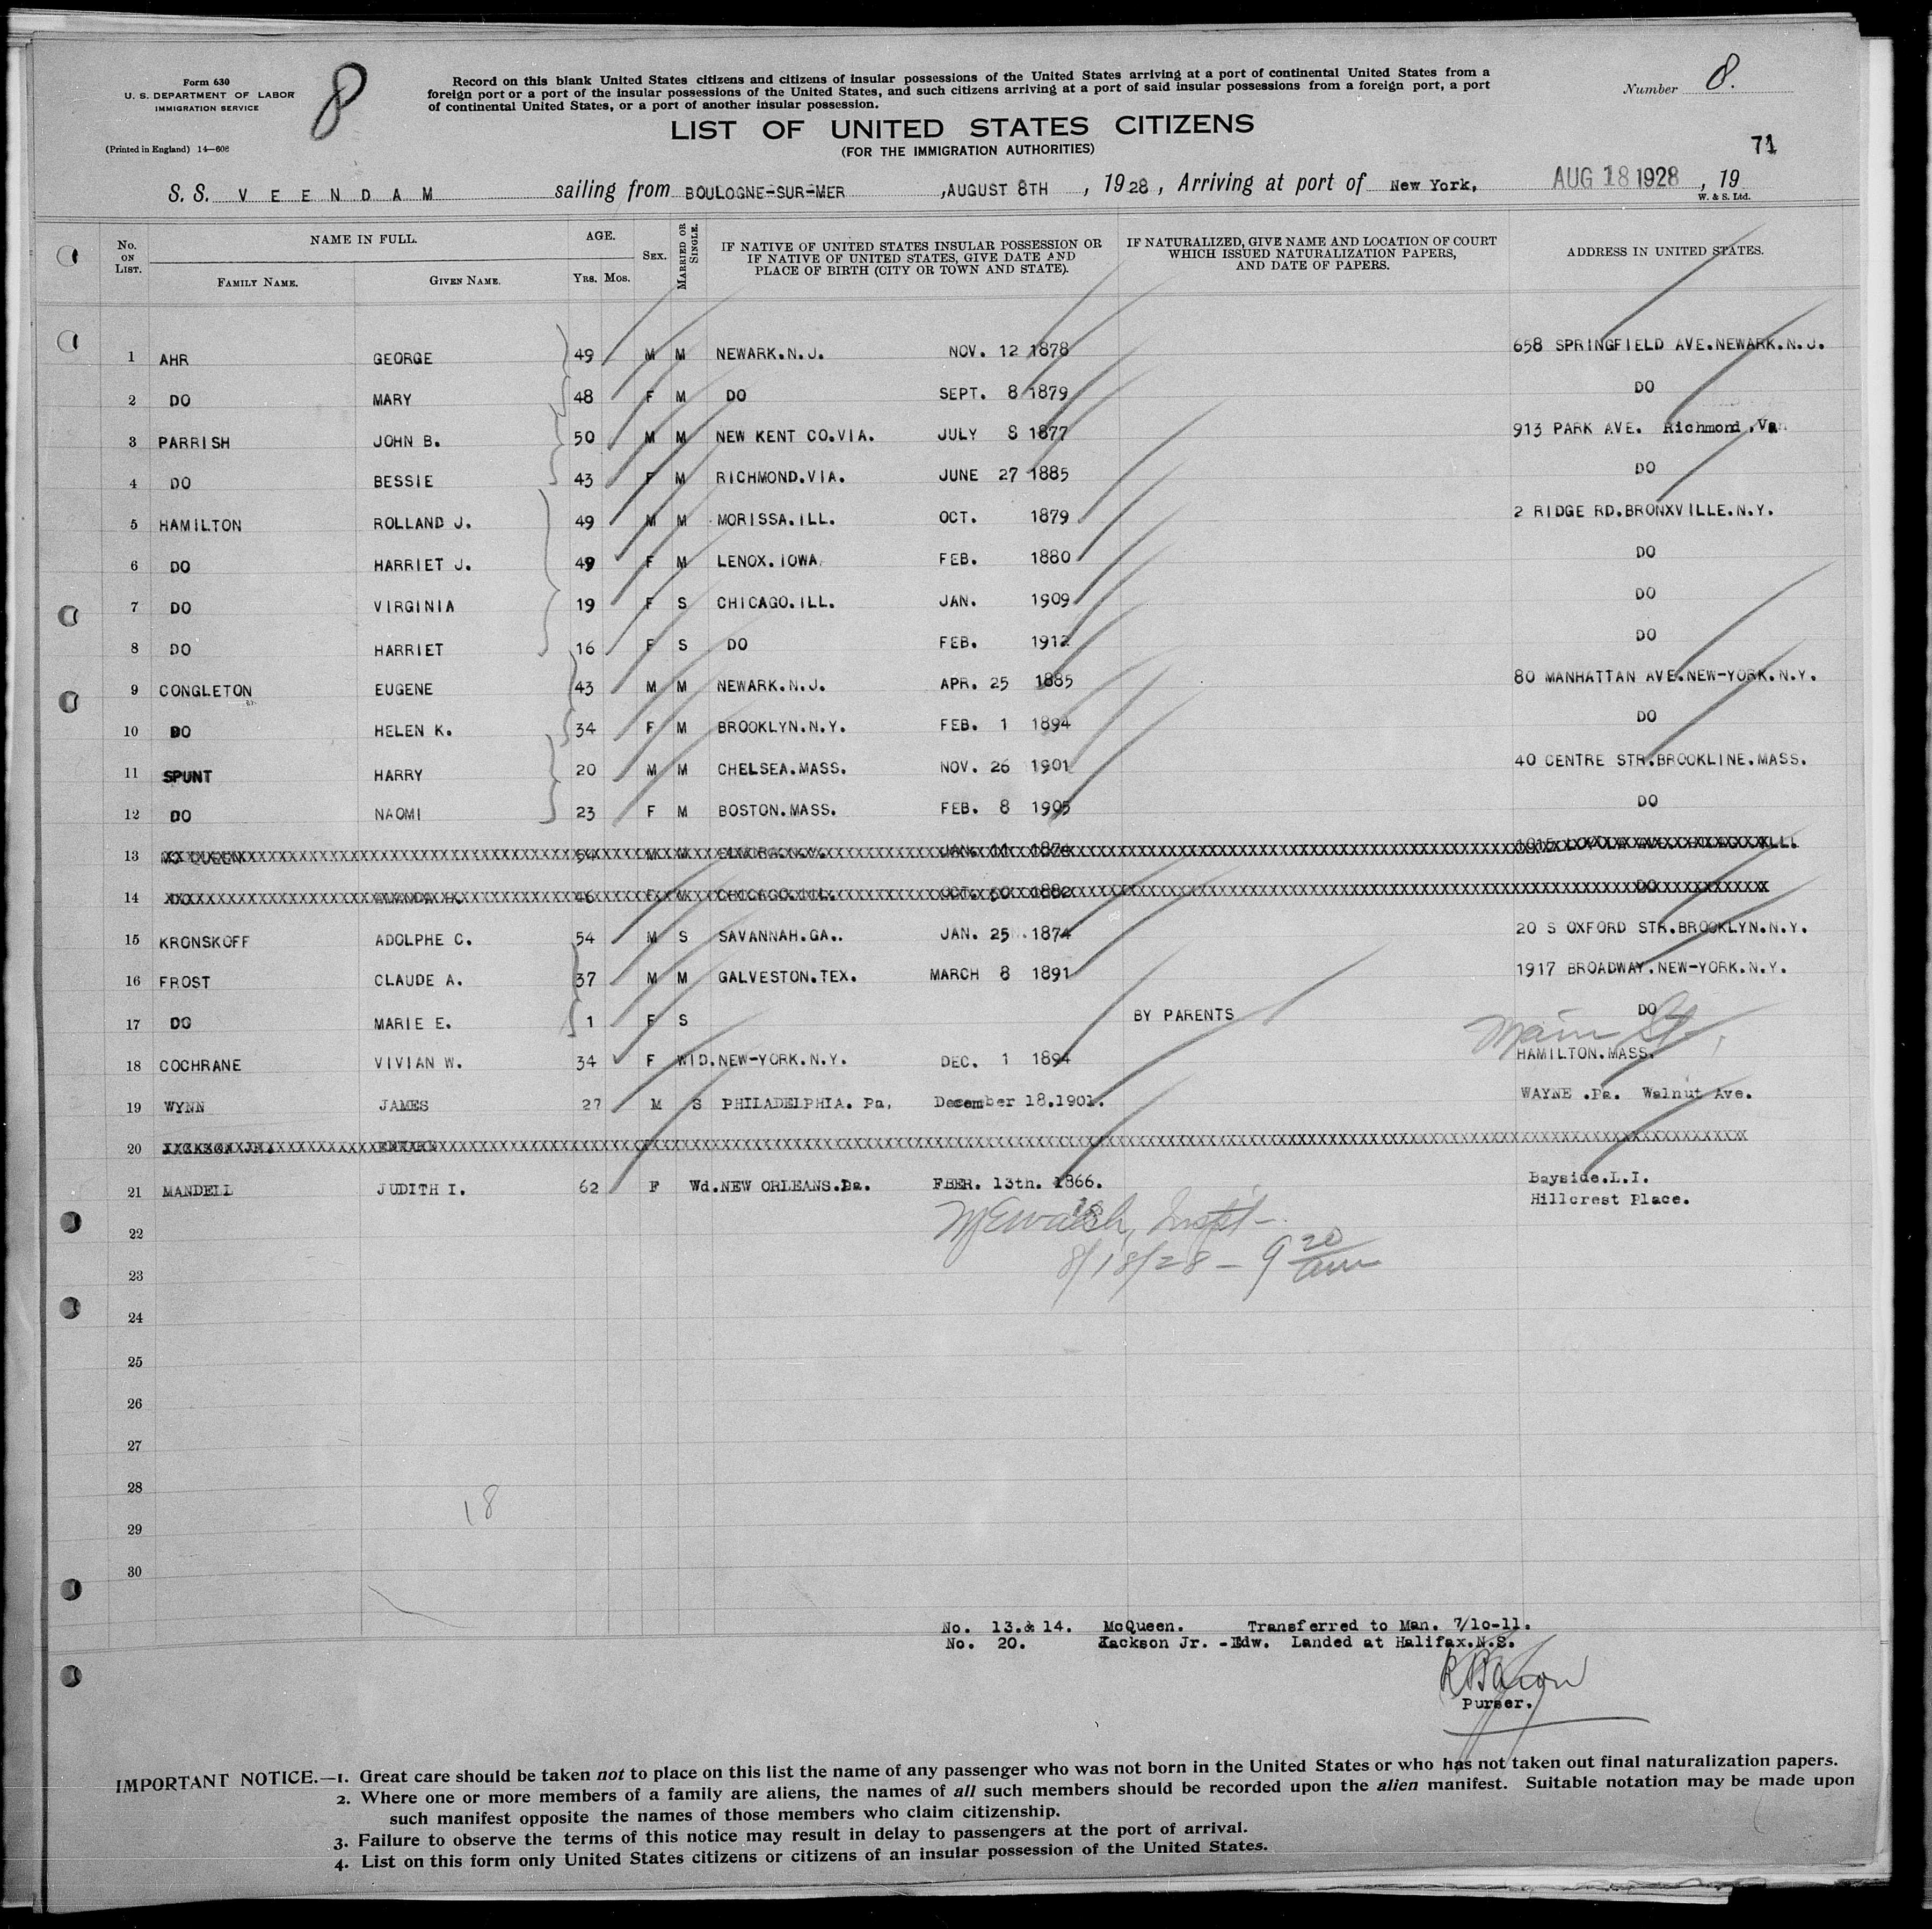 Form 630
U. S. DEPARTMENT OF LABOR
IMMIGRATION SERVICE
(Printed in England) 14—608
8
Record on this blank United States citizens and citizens of insular possessions of the United States arriving at a port of continental United States from a
foreign port or a port of the insular possessions of the United States, and such citizens arriving at a port of said insular possessions from a foreign port, a port
of continental United States, or a port of another insular possession.
LIST OF UNITED STATES CITIZENS
(FOR THE IMMIGRATION AUTHORITIES)
Number 8.
71
S. S. VEENDAM sailing from BOULOGNE-SUR-MER , AUGUST 8TH , 1928, Arriving at port of New York, AUG 18 1928 , 19
W. & S. Ltd.
No. ON LIST. NAME IN FULL. FAMILY NAME. GIVEN NAME. AGE. YRS. MOS. SEX. MARRIED OR SINGLE. IF NATIVE OF UNITED STATES INSULAR POSSESSION OR IF NATIVE OF UNITED STATES, GIVE DATE AND PLACE OF BIRTH (CITY OR TOWN AND STATE). IF NATURALIZED, GIVE NAME AND LOCATION OF COURT WHICH ISSUED NATURALIZATION PAPERS, AND DATE OF PAPERS. ADDRESS IN UNITED STATES.
1 AHR GEORGE 49 M M NEWARK.N.J. NOV. 12 1878 658 SPRINGFIELD AVE.NEWARK.N.J.
2 DO MARY 48 F M DO SEPT. 8 1879 DO
3 PARRISH JOHN B. 50 M M NEW KENT CO.VIA. JULY 8 1877 913 PARK AVE. Richmond.Va
4 DO BESSIE 43 F M RICHMOND.VIA. JUNE 27 1885 DO
5 HAMILTON ROLLAND J. 49 M M MORISSA.ILL. OCT. 1879 2 RIDGE RD.BRONXVILLE.N.Y.
6 DO HARRIET J. 49 F M LENOX.IOWA FEB. 1880 DO
7 DO VIRGINIA 19 F S CHICAGO.ILL. JAN. 1909 DO
8 DO HARRIET 16 F S DO FEB. 1912 DO
9 CONGLETON EUGENE 43 M M NEWARK.N.J. APR. 25 1885 80 MANHATTAN AVE.NEW-YORK.N.Y.
10 DO HELEN K. 34 F M BROOKLYN.N.Y. FEB. 1 1894 DO
11 SPUNT HARRY 20 M M CHELSEA.MASS. NOV. 26 1901 40 CENTRE STR.BROOKLINE.MASS.
12 DO NAOMI 23 F M BOSTON.MASS. FEB. 8 1905 DO
13 Mc QUEEN 54 M M JAN. 11 1874
14 DO 46 F M CHICAGO.ILL. OCT. 1882 DO
15 KRONSKOFF ADOLPHE C. 54 M S SAVANNAH.GA.. JAN. 25 1874 20 S OXFORD STR.BROOKLYN.N.Y.
16 FROST CLAUDE A. 37 M M GALVESTON.TEX. MARCH 8 1891 1917 BROADWAY.NEW-YORK.N.Y.
17 DO MARIE E. 1 F S BY PARENTS DO
Main St.,
18 COCHRANE VIVIAN W. 34 F WID. NEW-YORK.N.Y. DEC. 1 1894 HAMILTON.MASS.
19 WYNN JAMES 27 M S PHILADELPHIA. Pa, December 18.1901. WAYNE .Pa. Walnut Ave.
20 JACKSON JR. EDWARD
21 MANDELL JUDITH I. 62 F Wd. NEW ORLEANS.La. FBER. 13th. 1866. Bayside.L.I.
Hillcrest Place.
22
8/18/28 - 9 20 am
23
24
25
26
27
28
18
29
30
No. 13.& 14. McQueen. Transferred to Man. 7/10-11.
No. 20. Jackson Jr. -Edw. Landed at Halifax.N.S.
Purser.
IMPORTANT NOTICE.—1. Great care should be taken not to place on this list the name of any passenger who was not born in the United States or who has not taken out final naturalization papers.
2. Where one or more members of a family are aliens, the names of all such members should be recorded upon the alien manifest. Suitable notation may be made upon
such manifest opposite the names of those members who claim citizenship.
3. Failure to observe the terms of this notice may result in delay to passengers at the port of arrival.
4. List on this form only United States citizens or citizens of an insular possession of the United States.